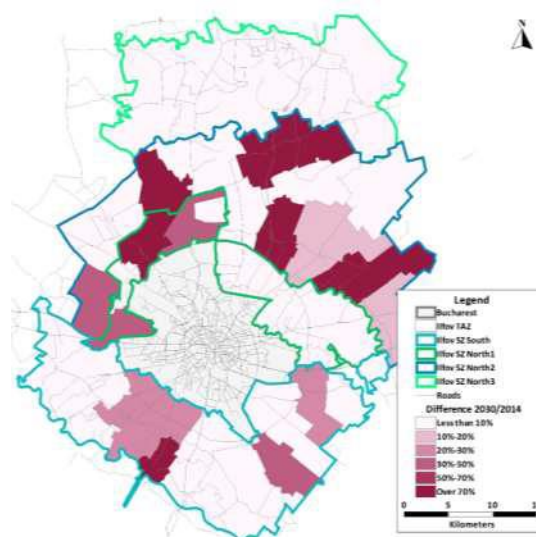 N
Legend
Bucharest
Ilfov TAZ
Ilfov SZ South
Ilfov SZ North1
Ilfov SZ North2
Ilfov SZ North3
Roads
Difference 2030/2014
Less than 10%
10%-20%
20%-30%
30%-50%
50%-70%
Over 70%
0 5 10
Kilometers